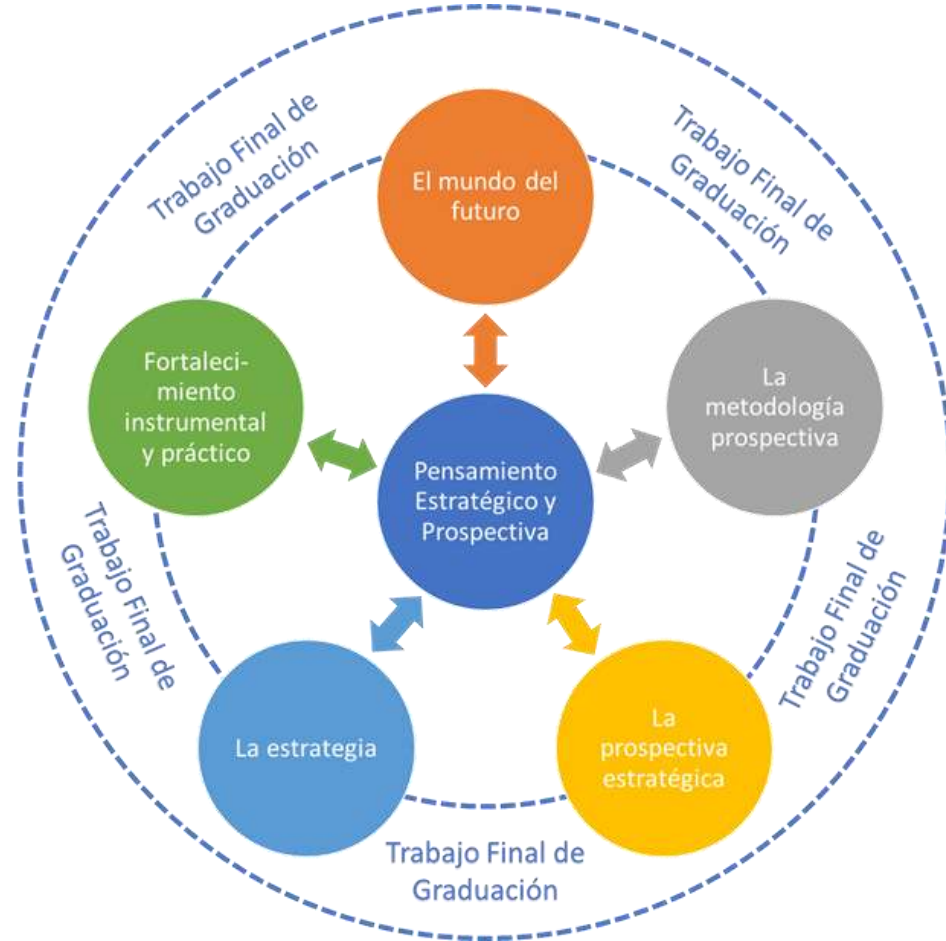 Trabajo Final de
Graduación
Trabajo Final de
Graduación
El mundo del
futuro
Fortaleci-
miento
instrumental
y práctico
La
metodología
prospectiva
Pensamiento
Estratégico y
Prospectiva
Trabajo Final de
Graduación
Trabajo Final de
Graduación
La estrategia
La
prospectiva
estratégica
Trabajo Final de
Graduación